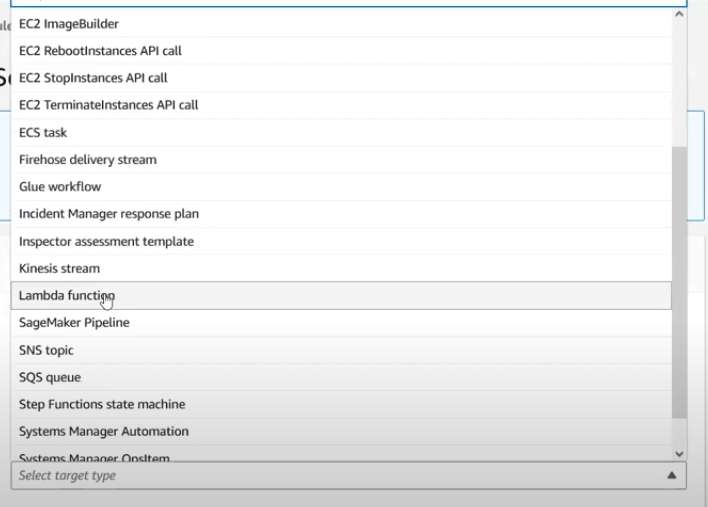 EC2 ImageBuilder
EC2 RebootInstances API call
EC2 StopInstances API call
EC2 TerminateInstances API call
ECS task
Firehose delivery stream
Glue workflow
Incident Manager response plan
Inspector assessment template
Kinesis stream
Lambda function
SageMaker Pipeline
SNS topic
SQS queue
Step Functions state machine
Systems Manager Automation
Systems Manager OpsItem
Select target type